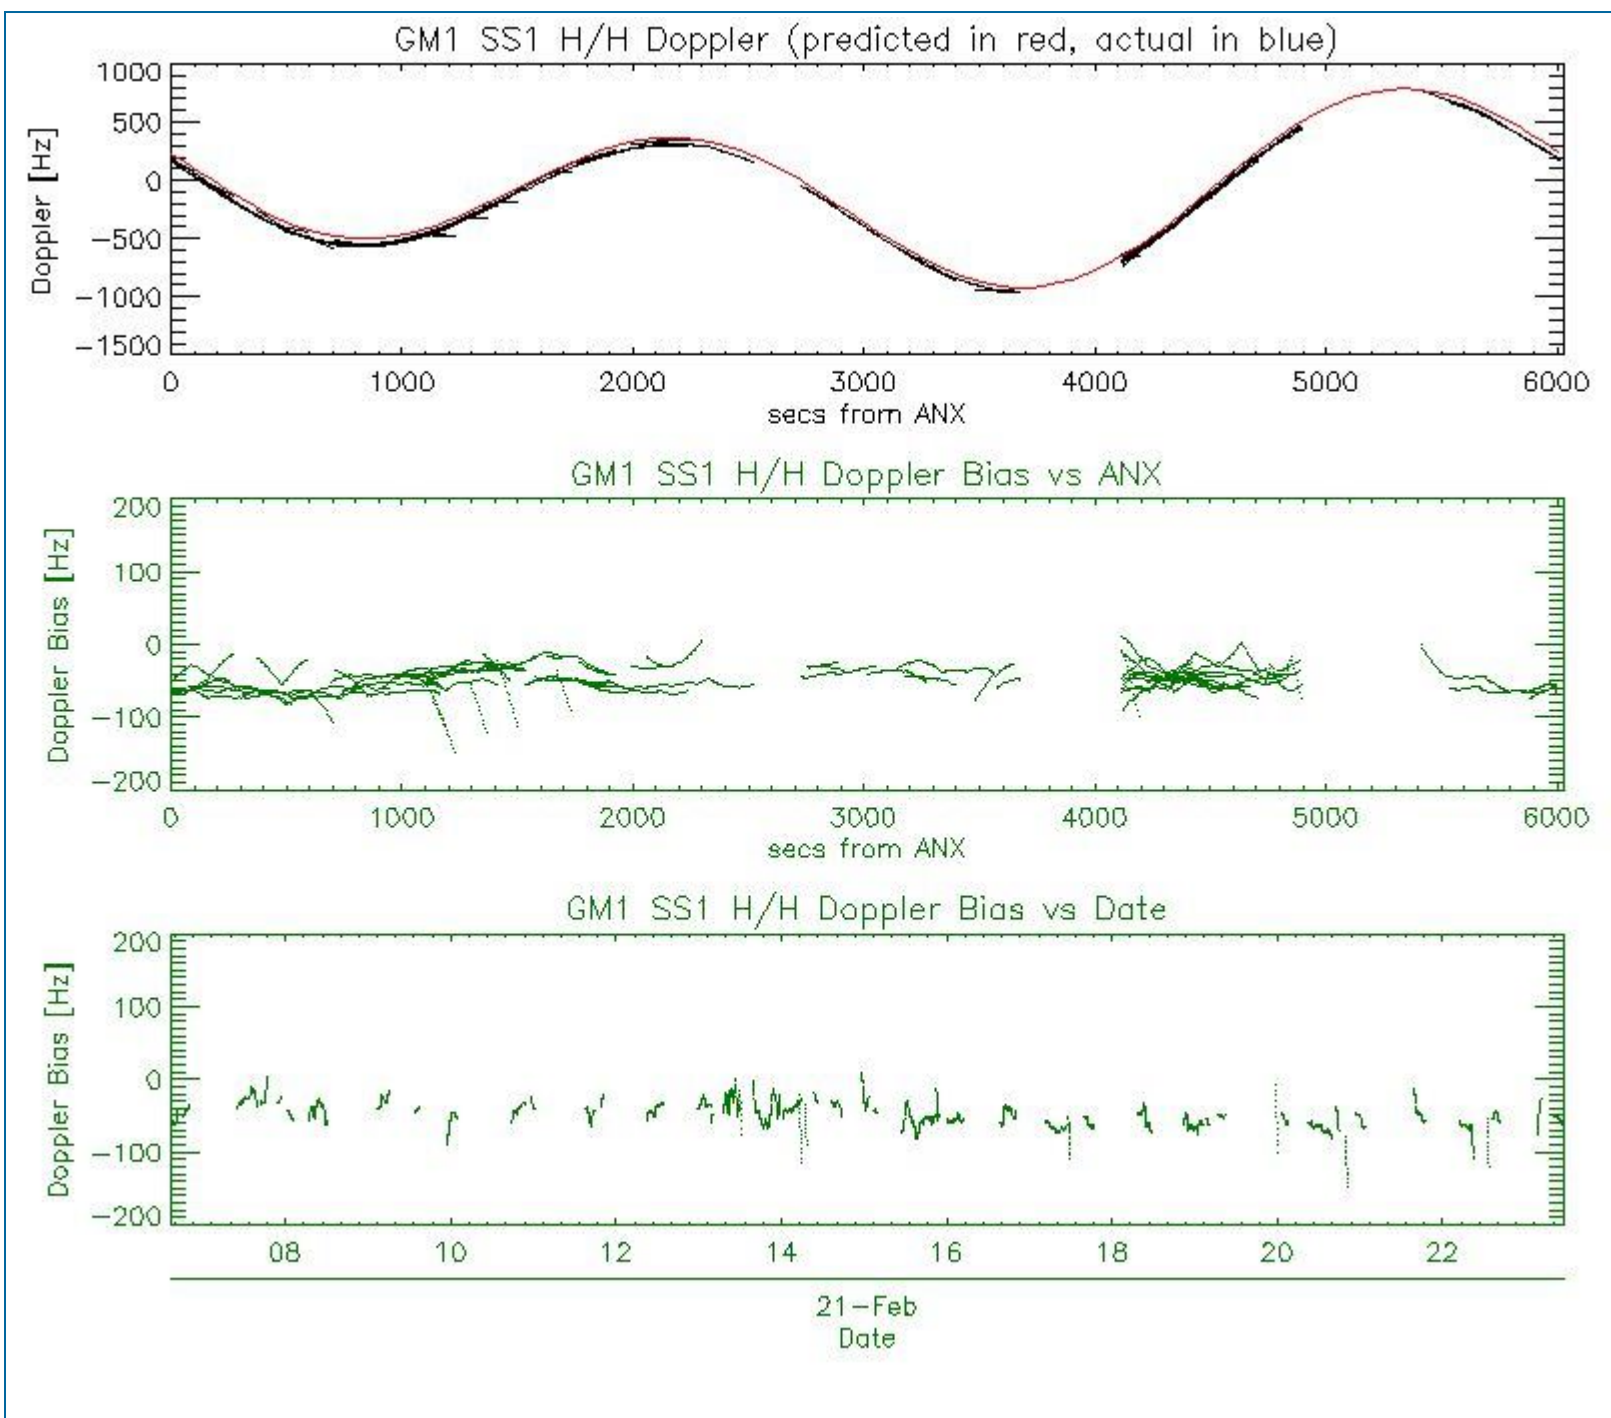 GM1 SS1 H/H Doppler (predicted in red, actual in blue)
Doppler [Hz]
1000
500
0
−500
−1000
−1500
0 1000 2000 3000 4000 5000 6000
secs from ANX
GM1 SS1 H/H Doppler Bias vs ANX
Doppler Bias [Hz]
200
100
0
−100
−200
0 1000 2000 3000 4000 5000 6000
secs from ANX
GM1 SS1 H/H Doppler Bias vs Date
Doppler Bias [Hz]
200
100
0
−100
−200
08 10 12 14 16 18 20 22
21−Feb
Date